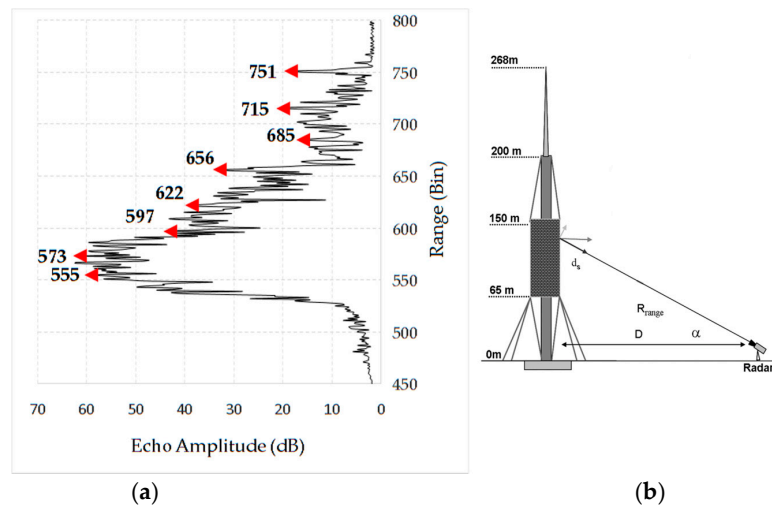 800
750
700
650
600
550
500
450
751
715
685
656
622
597
573
555
Range (Bin)
70 60 50 40 30 20 10 0
Echo Amplitude (dB)
(a)
268m
200 m
150 m
65 m
0m
ds
Rrange
D α
Radar
(b)